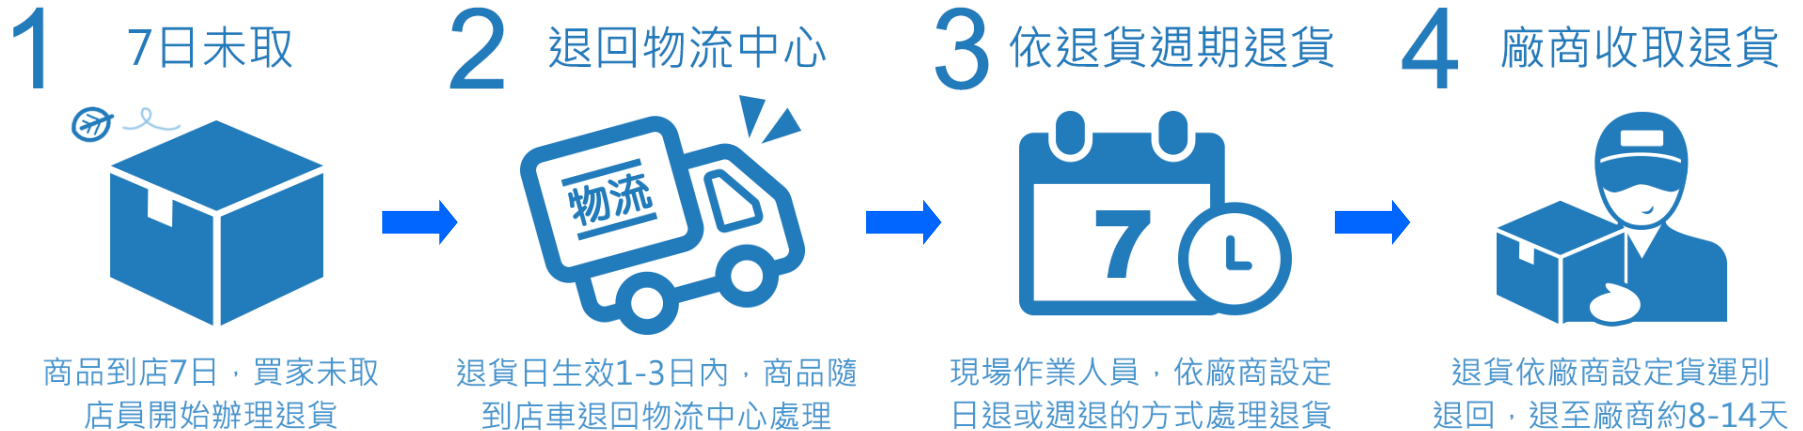 1 7日未取
商品到店7日，買家未取
店員開始辦理退貨
2 退回物流中心
物流
退貨日生效1-3日內，商品隨
到店車退回物流中心處理
3 依退貨週期退貨
7
現場作業人員，依廠商設定
日退或週退的方式處理退貨
4 廠商收取退貨
退貨依廠商設定貨運別
退回，退至廠商約8-14天